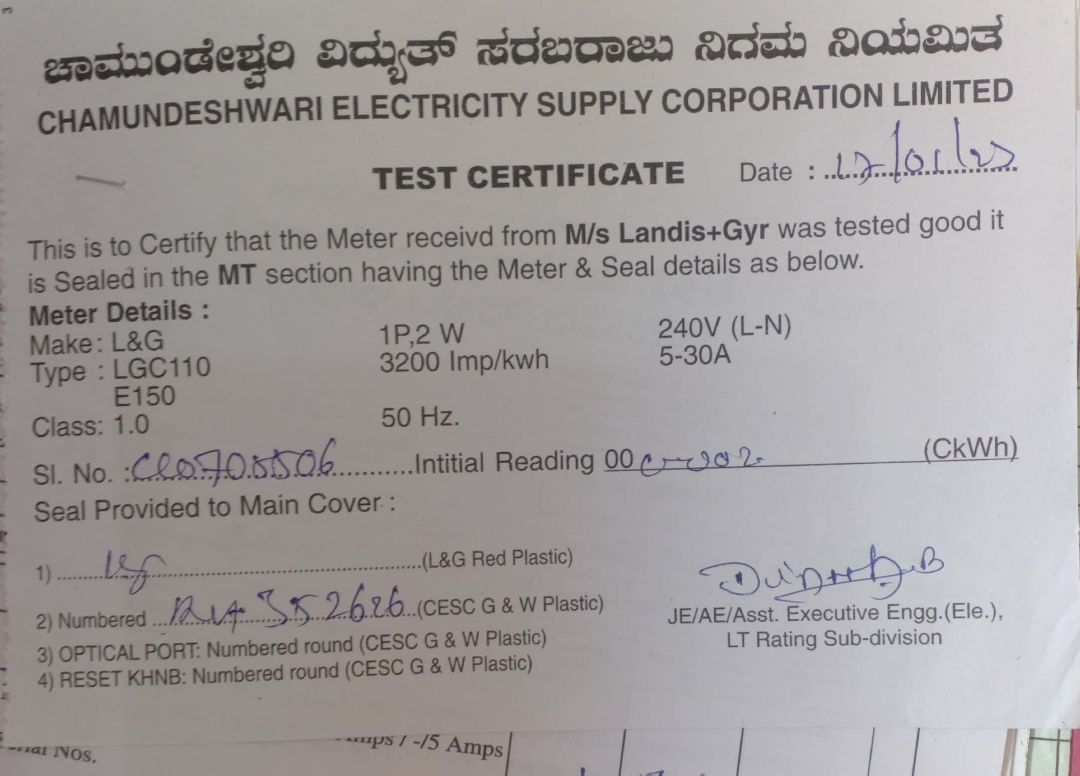 ಚಾಮುಂಡೇಶ್ವರಿ ವಿದ್ಯುತ್ ಸರಬರಾಜು ನಿಗಮ ನಿಯಮಿತ
CHAMUNDESHWARI ELECTRICITY SUPPLY CORPORATION LIMITED
TEST CERTIFICATE Date :
This is to Certify that the Meter receivd from M/s Landis+Gyr was tested good it
is Sealed in the MT section having the Meter & Seal details as below.
Meter Details :
Make: L&G 1P,2 W 240V (L-N)
Type : LGC110 3200 Imp/kwh 5-30A
E150
Class: 1.0 50 Hz.
Sl. No. : Intitial Reading 00 (CkWh)
Seal Provided to Main Cover :
1) (L&G Red Plastic)
2) Numbered 352626 (CESC G & W Plastic)
3) OPTICAL PORT: Numbered round (CESC G & W Plastic)
4) RESET KHNB: Numbered round (CESC G & W Plastic)
JE/AE/Asst. Executive Engg.(Ele.),
LT Rating Sub-division
Nos.
/ -/5 Amps